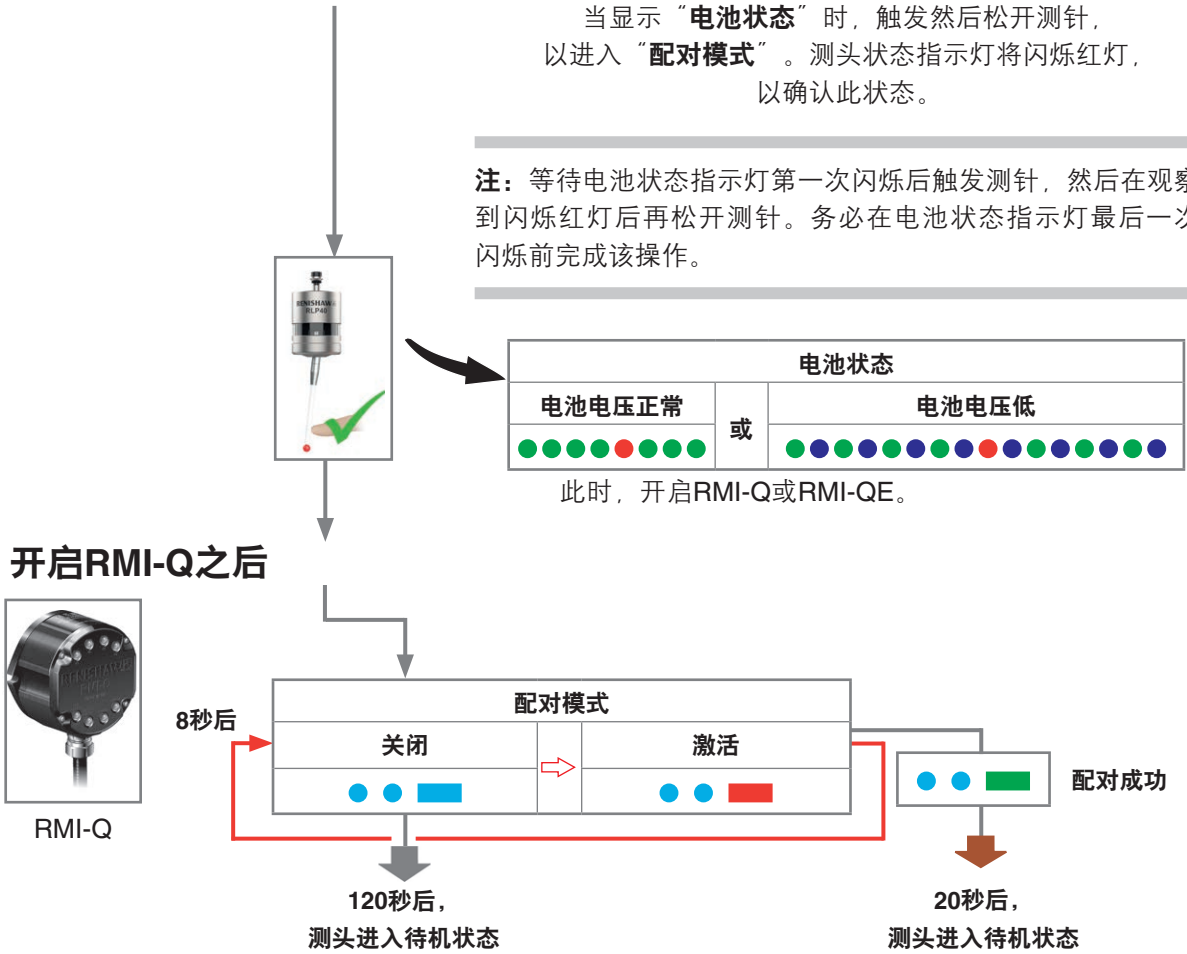 当显示“电池状态”时，触发然后松开测针，
以进入“配对模式”。测头状态指示灯将闪烁红灯，
以确认此状态。
注：等待电池状态指示灯第一次闪烁后触发测针，然后在观察
到闪烁红灯后再松开测针。务必在电池状态指示灯最后一次
闪烁前完成该操作。
RENISHAW
RLP40
电池状态
电池电压正常
或
电池电压低
此时，开启RMI-Q或RMI-QE。
开启RMI-Q之后
RENISHAW
RMI-Q
RMI-Q
8秒后
配对模式
关闭
激活
配对成功
120秒后，
测头进入待机状态
20秒后，
测头进入待机状态